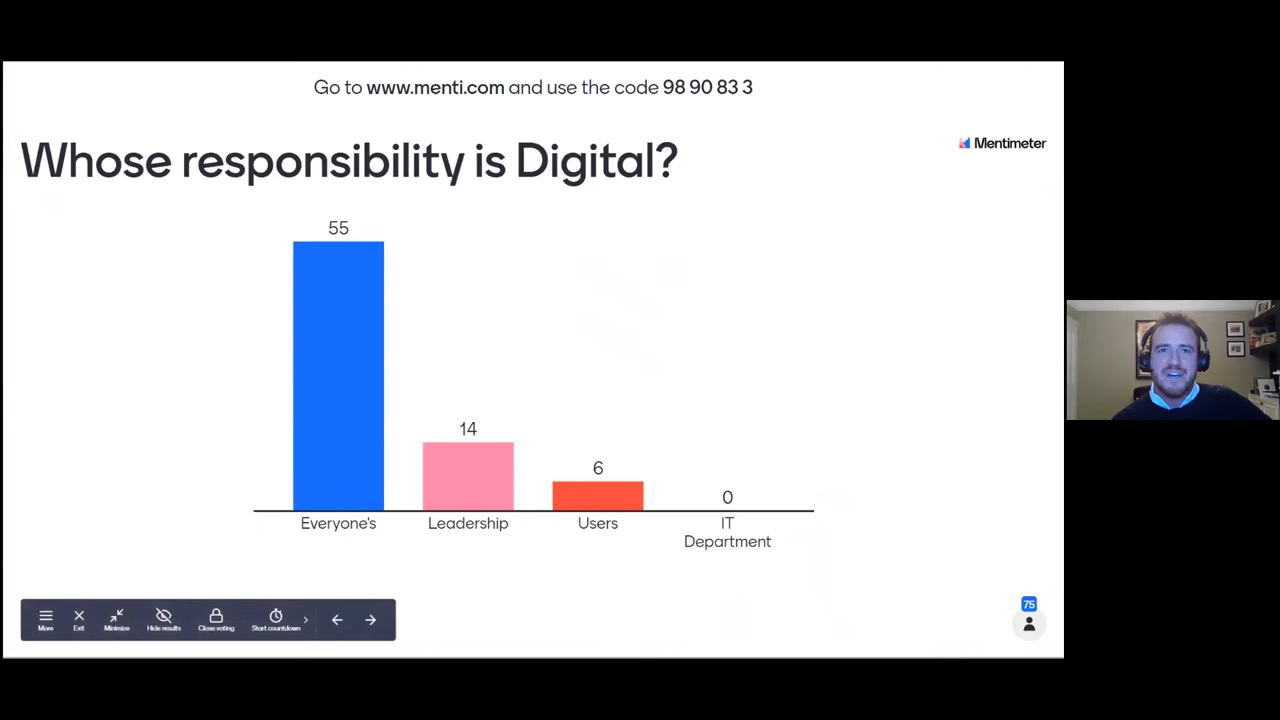 Go to www.menti.com and use the code 98 90 83 3
Whose responsibility is Digital?
Mentimeter
55
14
6
0
Everyone's
Leadership
Users
IT
Department
More
Exit
Minimize
Hide results
Close voting
Start countdown
75